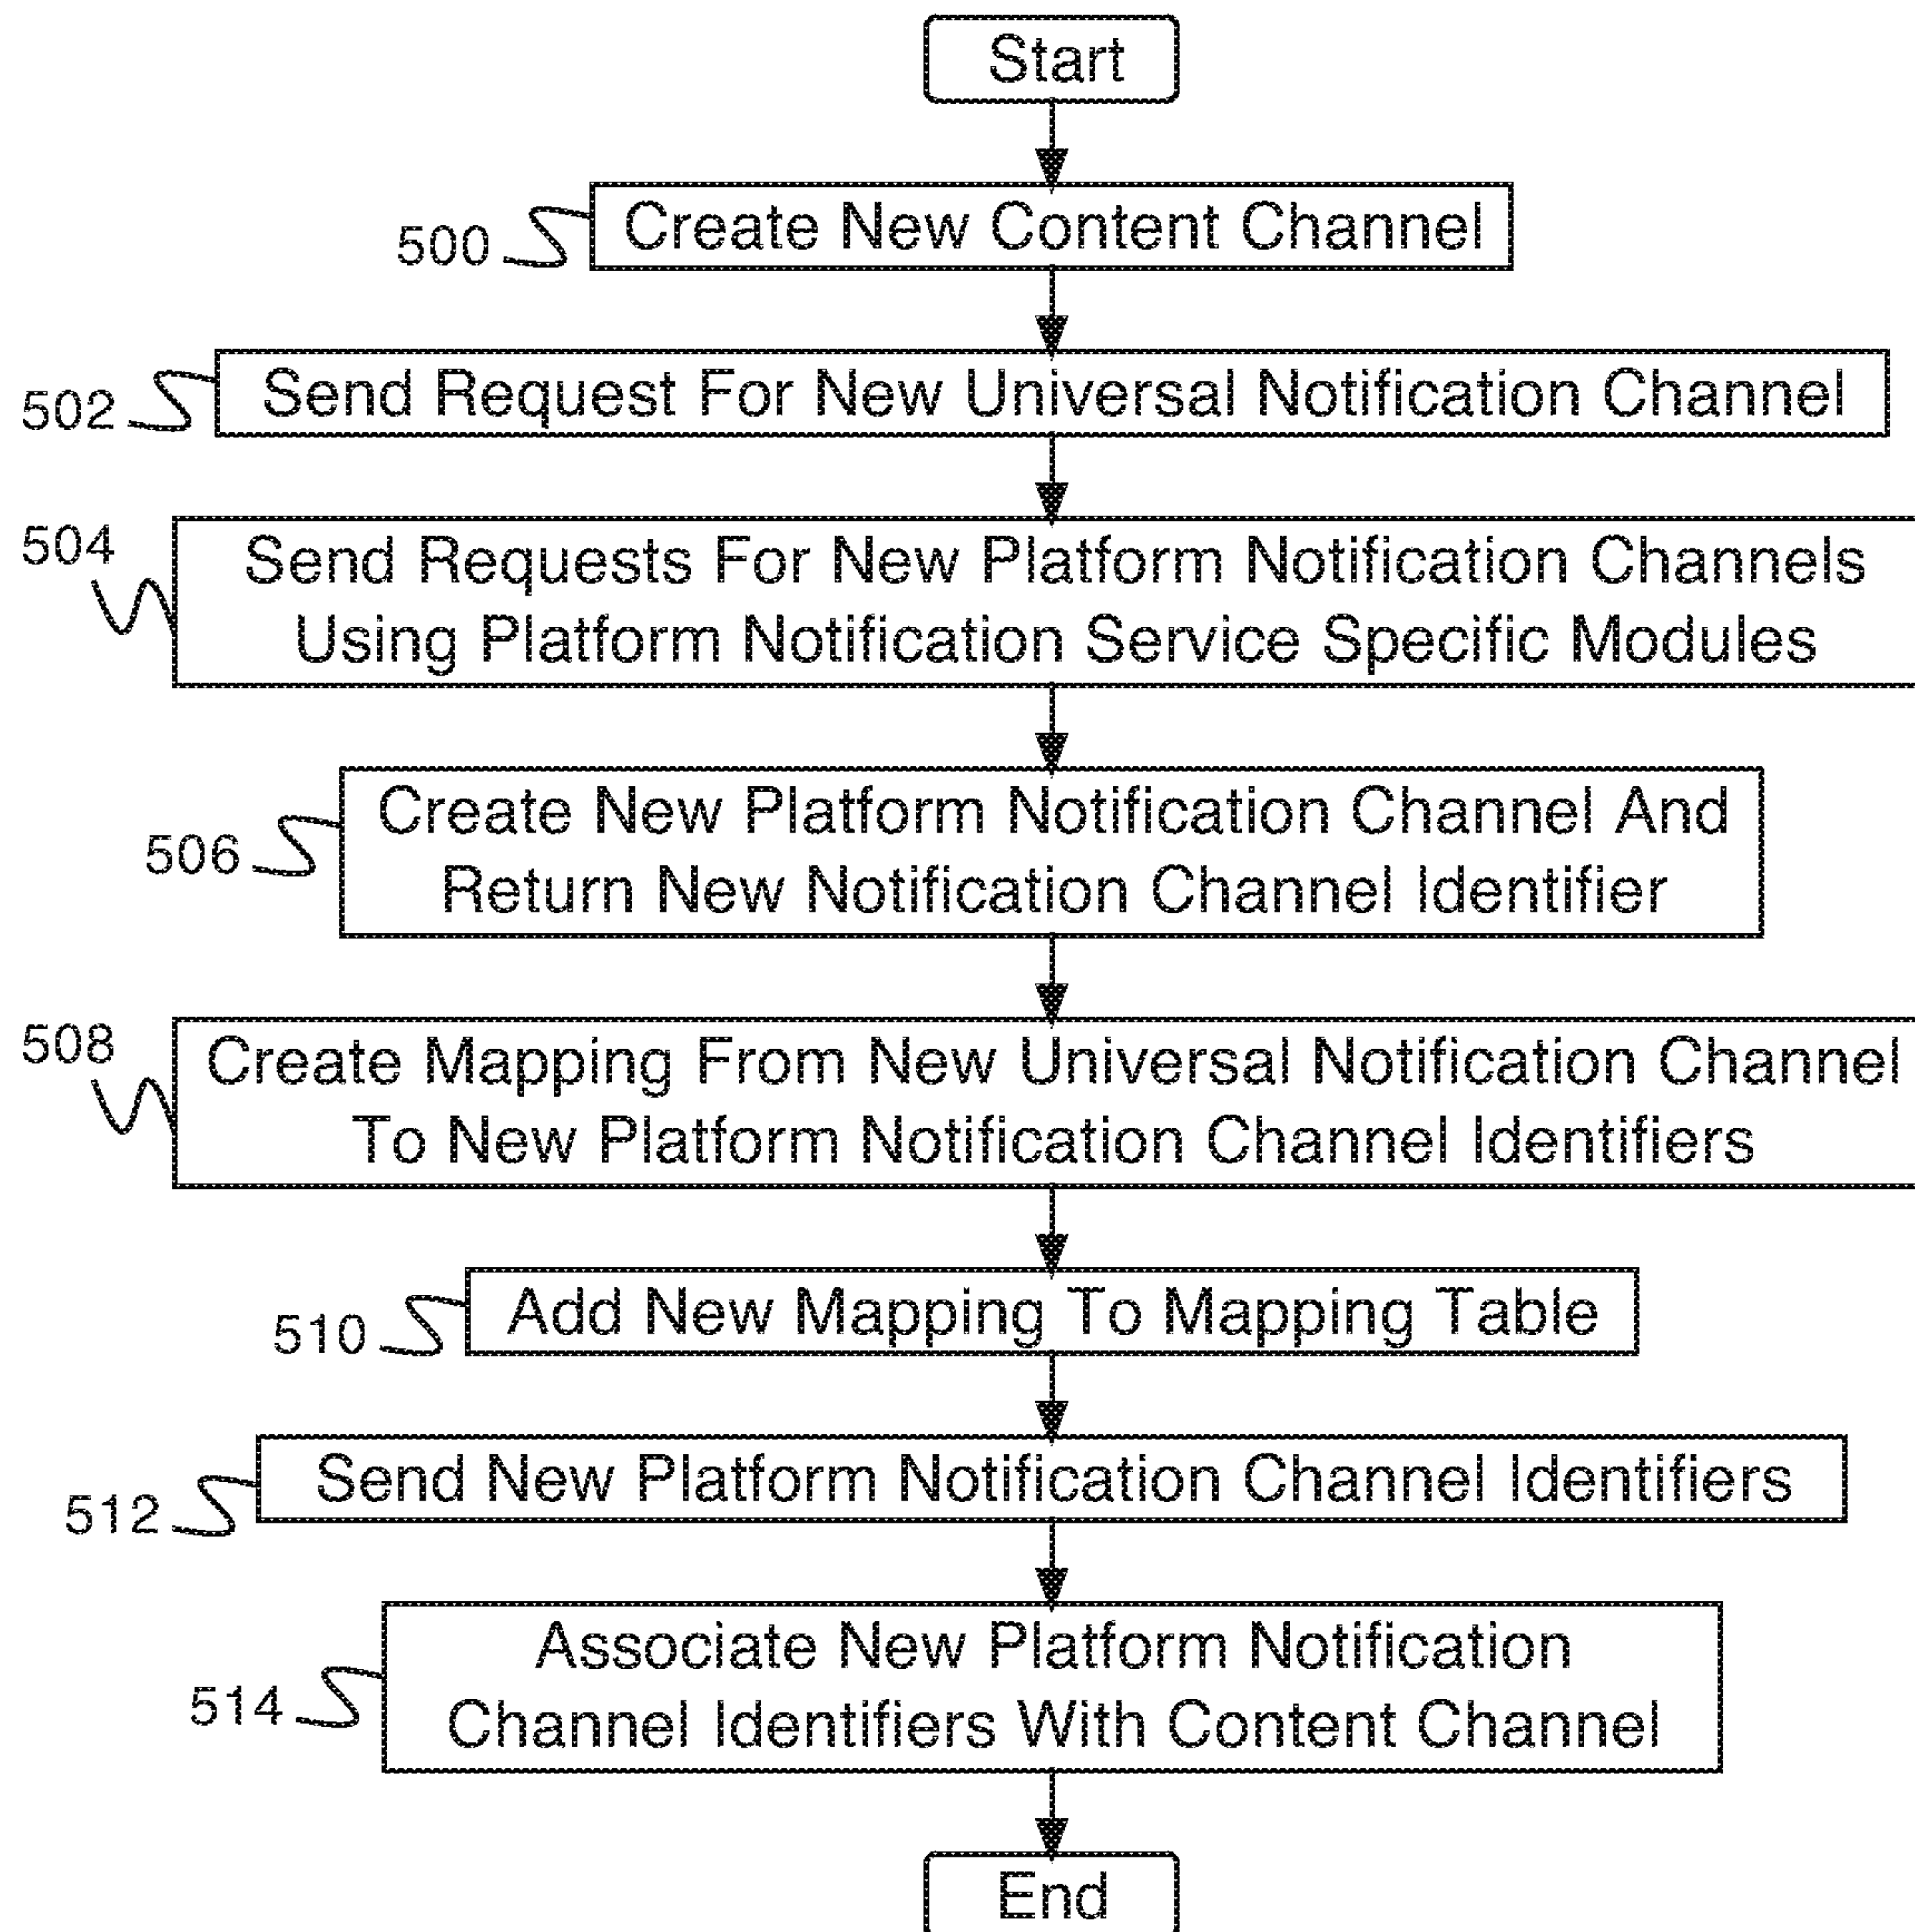 Start
500
Create New Content Channel
502
Send Request For New Universal Notification Channel
504
Send Requests For New Platform Notification Channels
Using Platform Notification Service Specific Modules
506
Create New Platform Notification Channel And
Return New Notification Channel Identifier
508
Create Mapping From New Universal Notification Channel
To New Platform Notification Channel Identifiers
510
Add New Mapping To Mapping Table
512
Send New Platform Notification Channel Identifiers
514
Associate New Platform Notification
Channel Identifiers With Content Channel
End